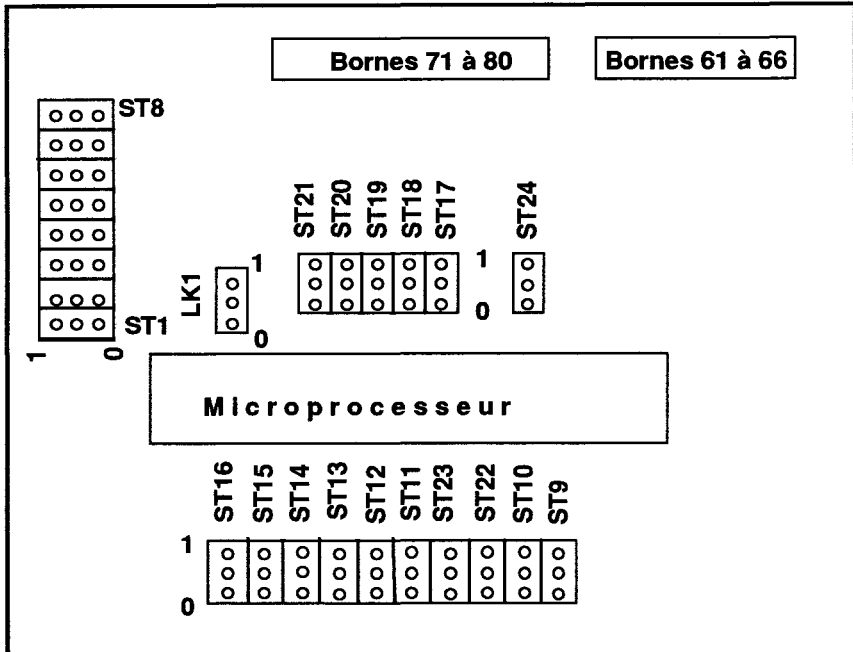 Bornes 71 à 80
Bornes 61 à 66
ST8
ST1
1
0
LK1
1
0
ST21
ST20
ST19
ST18
ST17
1
0
ST24
Microprocesseur
ST16
ST15
ST14
ST13
ST12
ST11
ST23
ST22
ST10
ST9
1
0